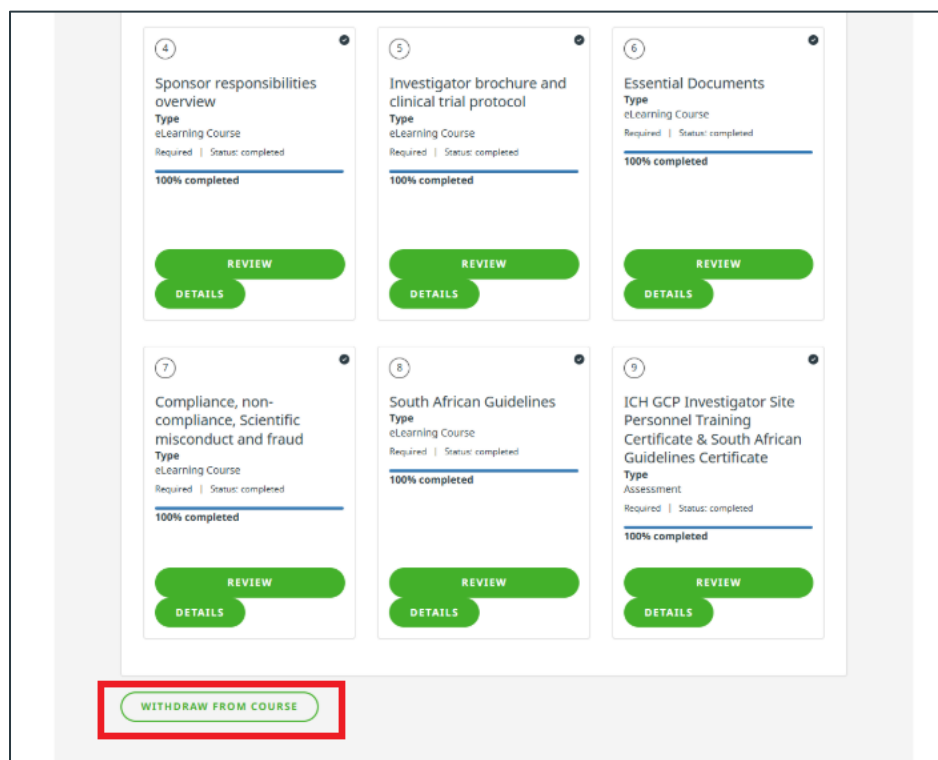 4
Sponsor responsibilities
overview
Type
eLearning Course
Required | Status: completed
100% completed
REVIEW
DETAILS
5
Investigator brochure and
clinical trial protocol
Type
eLearning Course
Required | Status: completed
100% completed
REVIEW
DETAILS
6
Essential Documents
Type
eLearning Course
Required | Status: completed
100% completed
REVIEW
DETAILS
7
Compliance, non-
compliance, Scientific
misconduct and fraud
Type
eLearning Course
Required | Status: completed
100% completed
REVIEW
DETAILS
8
South African Guidelines
Type
eLearning Course
Required | Status: completed
100% completed
REVIEW
DETAILS
9
ICH GCP Investigator Site
Personnel Training
Certificate & South African
Guidelines Certificate
Type
Assessment
Required | Status: completed
100% completed
REVIEW
DETAILS
WITHDRAW FROM COURSE